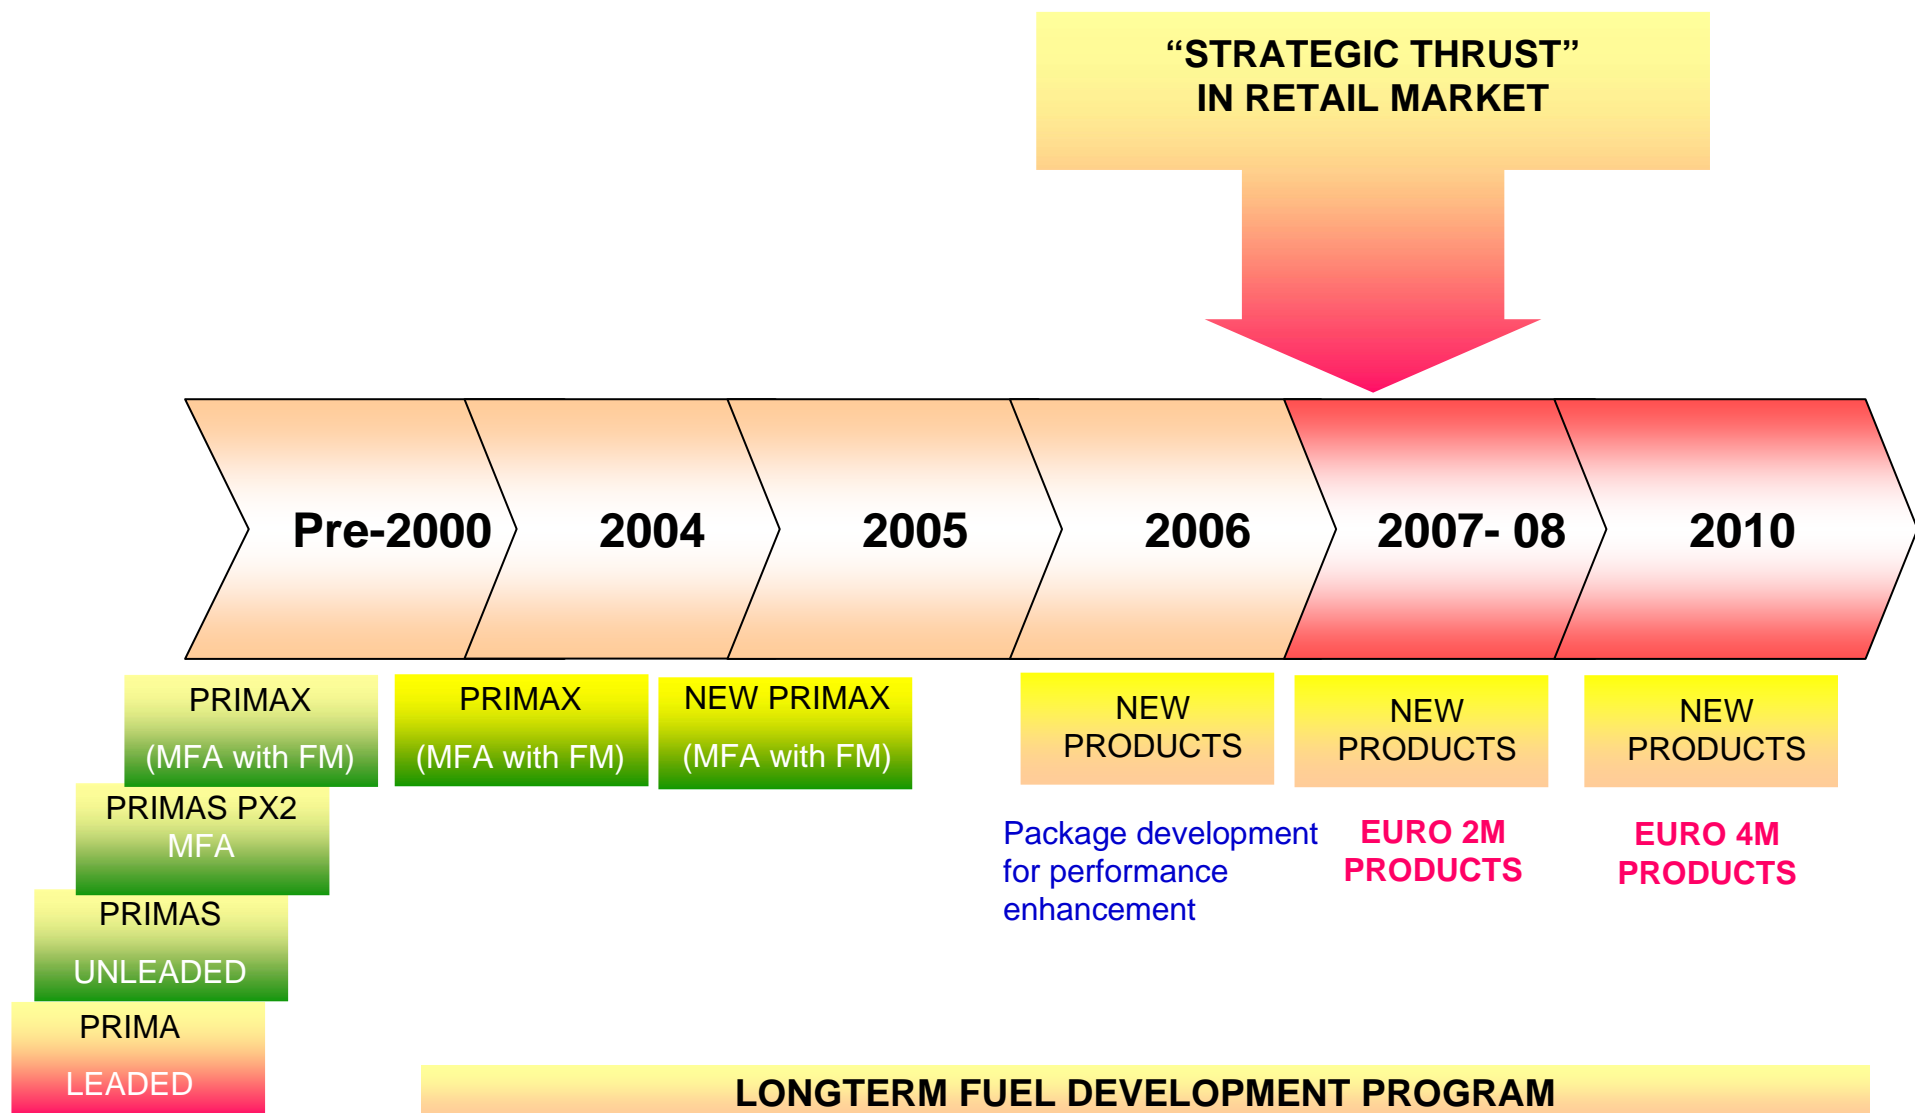 “STRATEGIC THRUST”
IN RETAIL MARKET
Pre-2000
2004
2005
2006
2007- 08
2010
PRIMAX
(MFA with FM)
PRIMAX
(MFA with FM)
NEW PRIMAX
(MFA with FM)
NEW
PRODUCTS
NEW
PRODUCTS
NEW
PRODUCTS
PRIMAS PX2
MFA
Package development
for performance
enhancement
EURO 2M
PRODUCTS
EURO 4M
PRODUCTS
PRIMAS
UNLEADED
PRIMA
LEADED
LONGTERM FUEL DEVELOPMENT PROGRAM